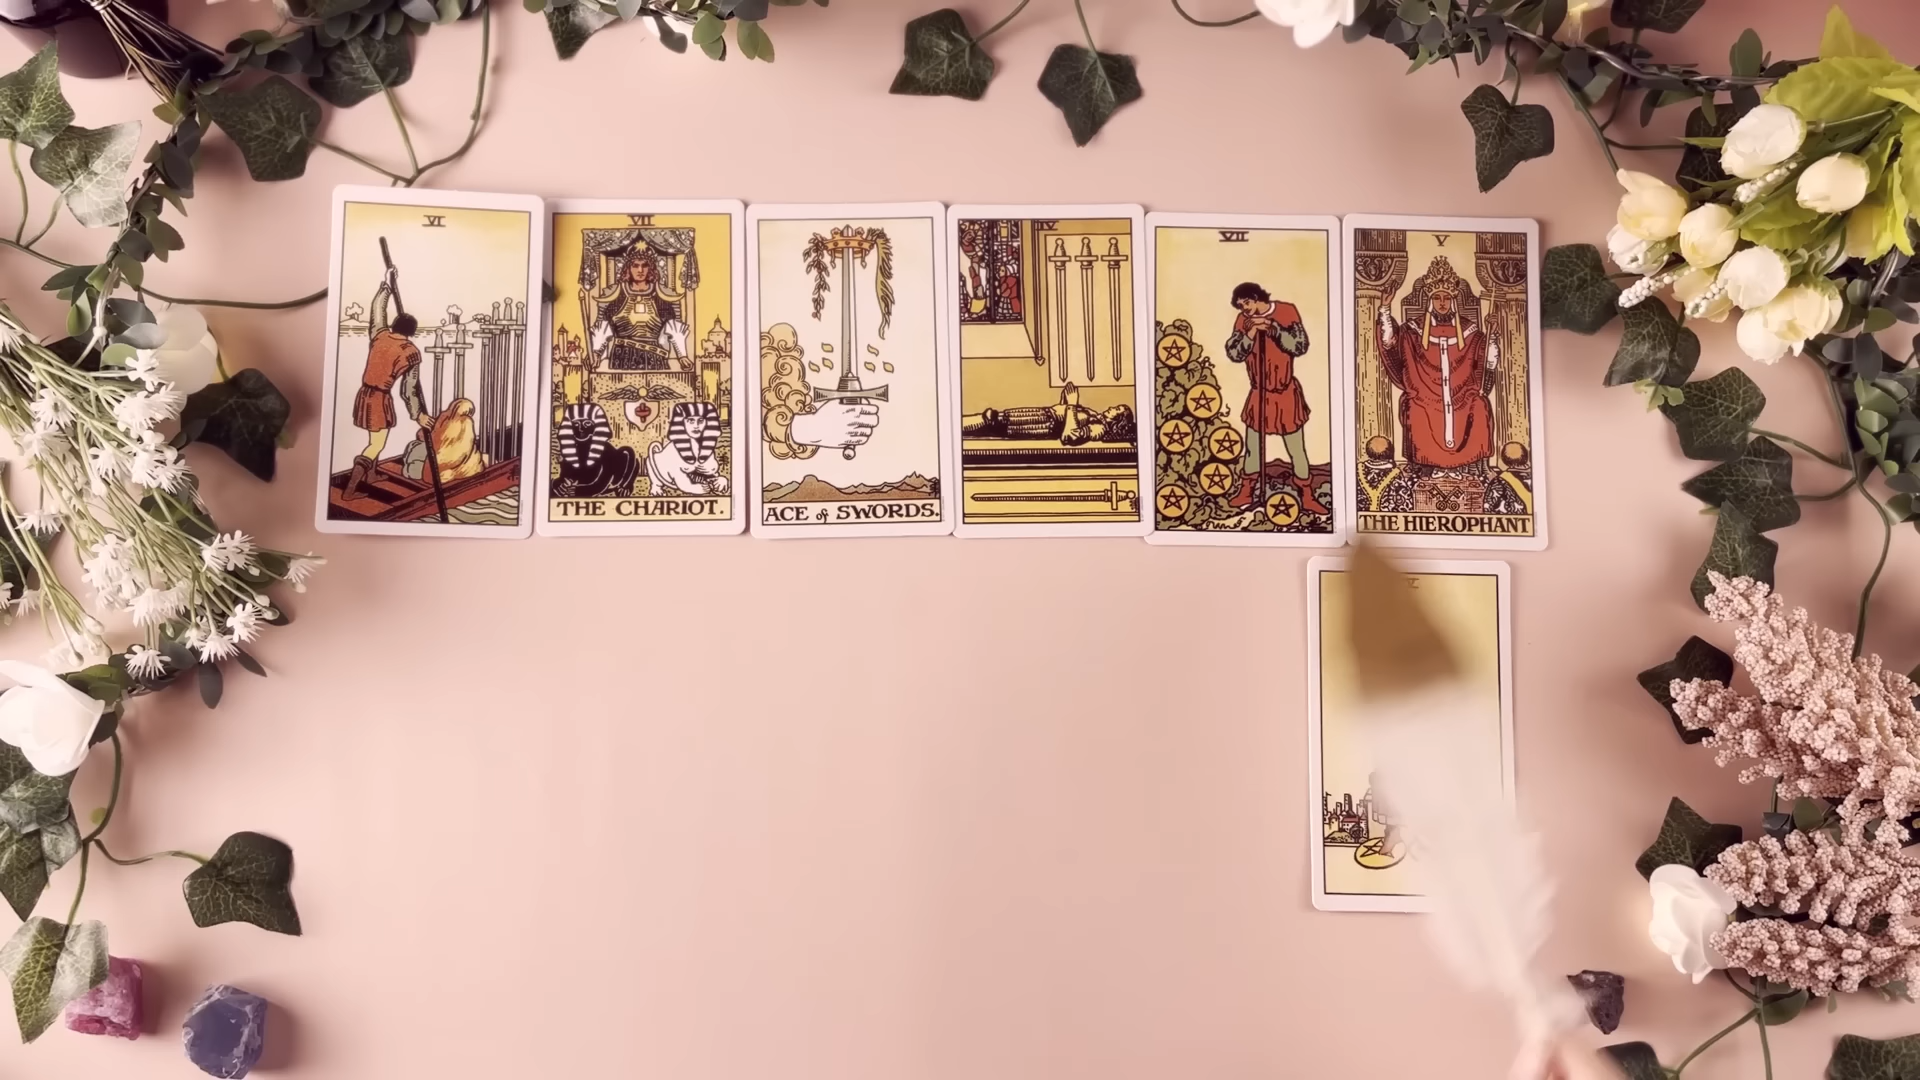 VI
VII
THE CHARIOT.
ACE of SWORDS.
IV
VII
V
THE HIEROPHANT